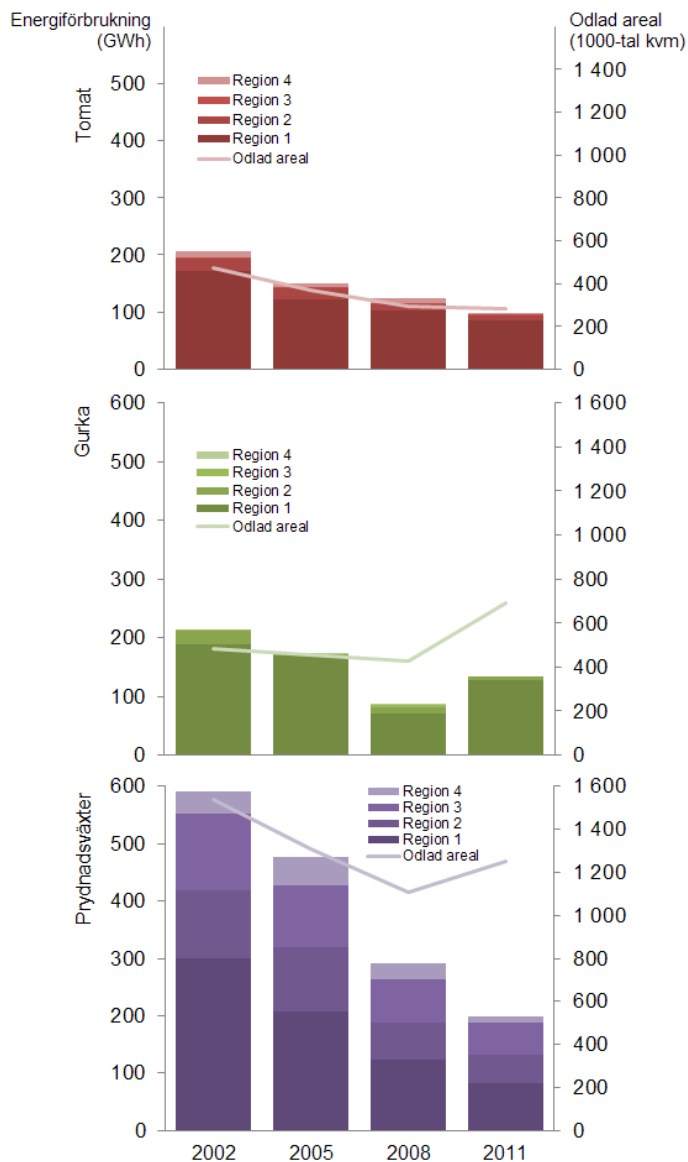 Energiförbrukning
(GWh)
Odlad areal
(1000-tal kvm)
Tomat
500
400
300
200
100
0
Region 4
Region 3
Region 2
Region 1
Odlad areal
1 400
1 200
1 000
800
600
400
200
0
Gurka
600
500
400
300
200
100
0
Region 4
Region 3
Region 2
Region 1
Odlad areal
1 600
1 400
1 200
1 000
800
600
400
200
0
Prydnadsväxter
600
500
400
300
200
100
0
Region 4
Region 3
Region 2
Region 1
Odlad areal
1 600
1 400
1 200
1 000
800
600
400
200
0
2002 2005 2008 2011